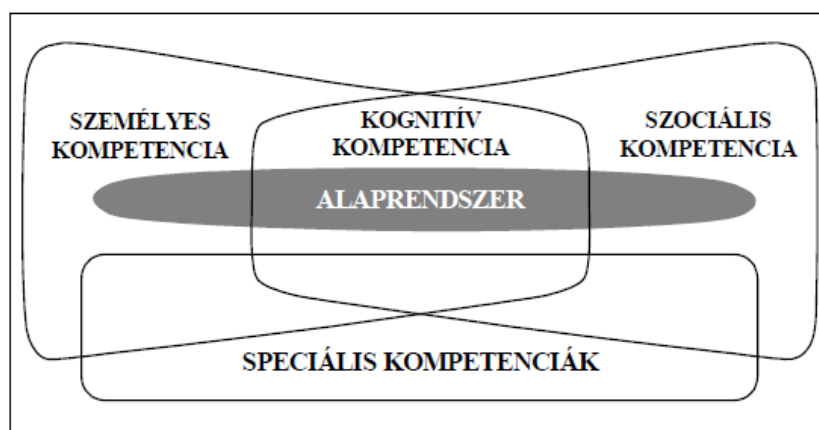 SZEMÉLYES
KOMPETENCIA
KOGNITÍV
KOMPETENCIA
SZOCIÁLIS
KOMPETENCIA
ALAPRENDSZER
SPECIÁLIS KOMPETENCIÁK